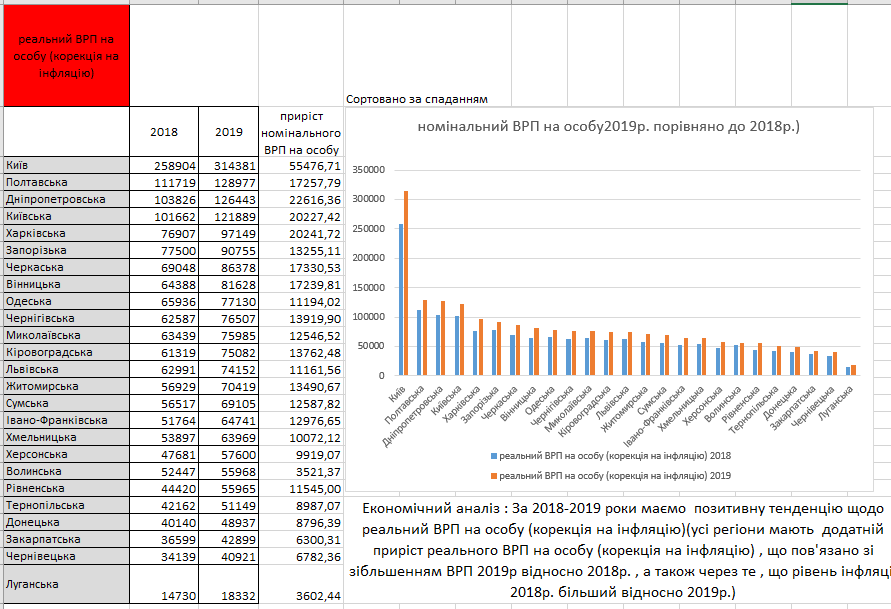 реальний ВРП на
особу (корекція на
інфляцію)
Сортовано за спаданням
2018 2019 приріст
номінального
ВРП на особу
Київ 258904 314381 55476,71
Полтавська 111719 128977 17257,79
Дніпропетровська 103826 126443 22616,36
Київська 101662 121889 20227,42
Харківська 76907 97149 20241,72
Запорізька 77500 90755 13255,11
Черкаська 69048 86378 17330,53
Вінницька 64388 81628 17239,81
Одеська 65936 77130 11194,02
Чернігівська 62587 76507 13919,90
Миколаївська 63439 75985 12546,52
Кіровоградська 61319 75082 13762,48
Львівська 62991 74152 11161,56
Житомирська 56929 70419 13490,67
Сумська 56517 69105 12587,82
Івано-Франківська 51764 64741 12976,65
Хмельницька 53897 63969 10072,12
Херсонська 47681 57600 9919,07
Волинська 52447 55968 3521,37
Рівненська 44420 55965 11545,00
Тернопільська 42162 51149 8987,07
Донецька 40140 48937 8796,39
Закарпатська 36599 42899 6300,31
Чернівецька 34139 40921 6782,36
Луганська 14730 18332 3602,44
номінальний ВРП на особу2019р. порівняно до 2018р.)
350000
300000
250000
200000
150000
100000
50000
0
Київ
Полтавська
Дніпропетровська
Київська
Харківська
Запорізька
Черкаська
Вінницька
Одеська
Чернігівська
Миколаївська
Кіровоградська
Львівська
Житомирська
Сумська
Івано-Франківська
Хмельницька
Херсонська
Волинська
Рівненська
Тернопільська
Донецька
Закарпатська
Чернівецька
Луганська
реальний ВРП на особу (корекція на інфляцію) 2018
реальний ВРП на особу (корекція на інфляцію) 2019
Економічний аналіз : За 2018-2019 роки маємо позитивну тенденцію щодо
реальний ВРП на особу (корекція на інфляцію)(усі регіони мають додатній
приріст реального ВРП на особу (корекція на інфляцію) , що пов'язано зі
збільшенням ВРП 2019р відносно 2018р. , а також через те , що рівень інфляці
2018р. більший відносно 2019р.)